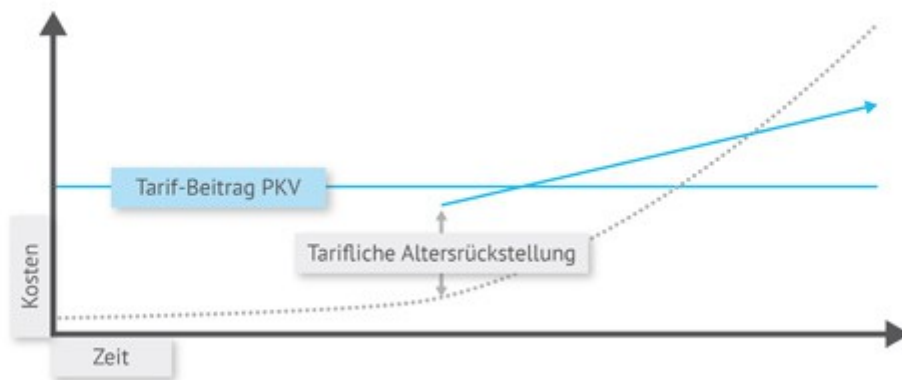 Tarif-Beitrag PKV
Tarifliche Altersrückstellung
Kosten
Zeit